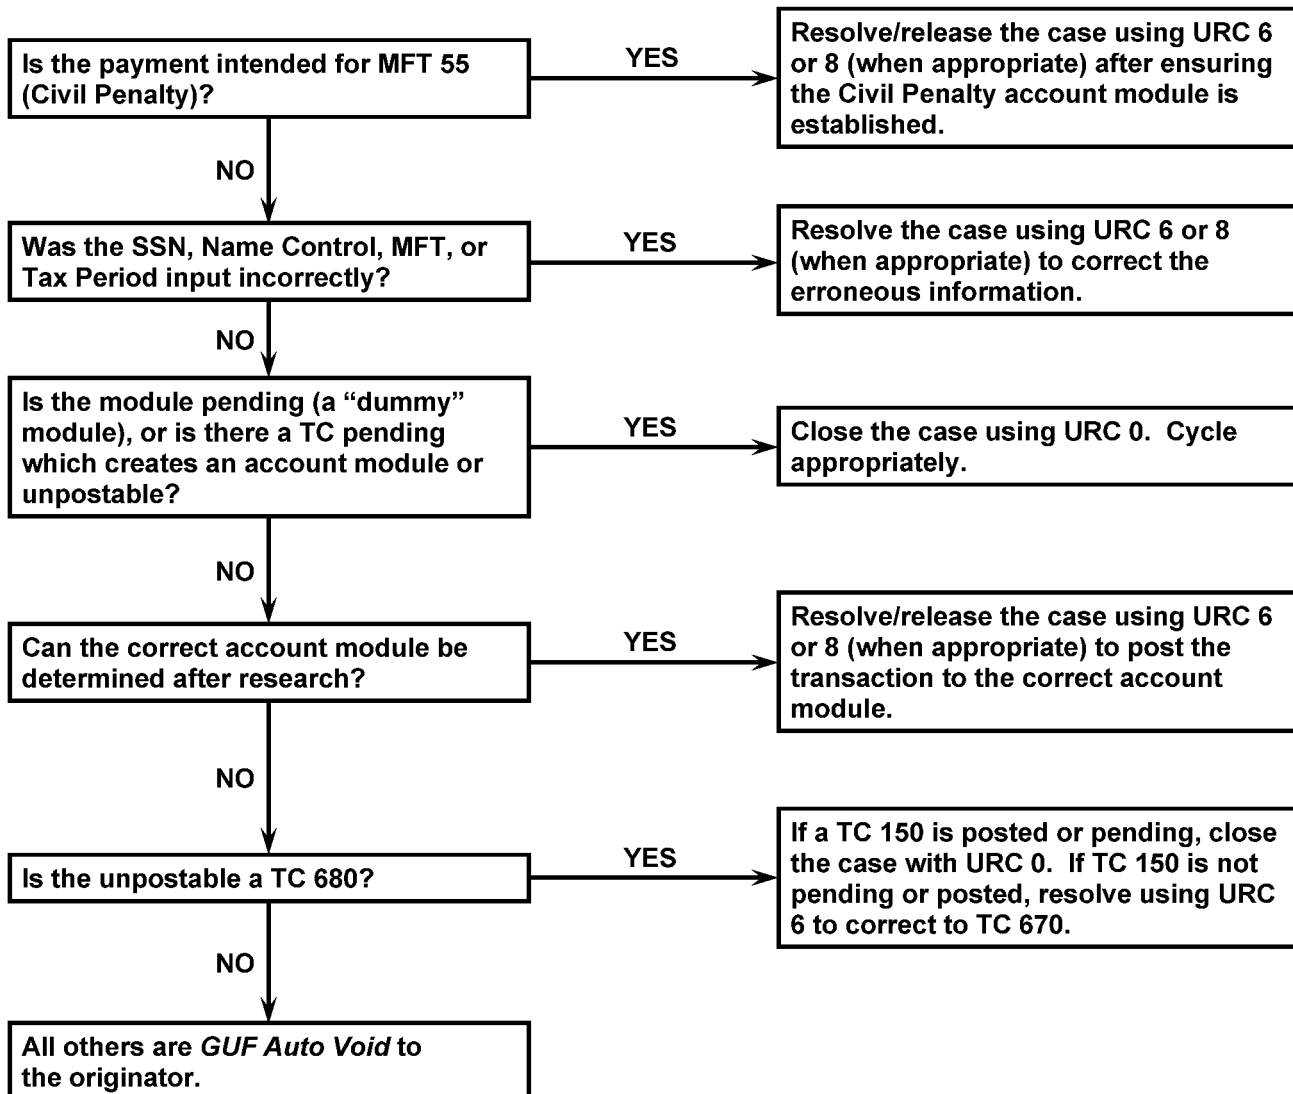 Is the payment intended for MFT 55
(Civil Penalty)?
YES
Resolve/release the case using URC 6
or 8 (when appropriate) after ensuring
the Civil Penalty account module is
established.
NO
Was the SSN, Name Control, MFT, or
Tax Period input incorrectly?
YES
Resolve the case using URC 6 or 8
(when appropriate) to correct the
erroneous information.
NO
Is the module pending (a “dummy”
module), or is there a TC pending
which creates an account module or
unpostable?
YES
Close the case using URC 0.  Cycle
appropriately.
NO
Can the correct account module be
determined after research?
YES
Resolve/release the case using URC 6
or 8 (when appropriate) to post the
transaction to the correct account
module.
NO
Is the unpostable a TC 680?
YES
If a TC 150 is posted or pending, close
the case with URC 0.  If TC 150 is not
pending or posted, resolve using URC
6 to correct to TC 670.
NO
All others are GUF Auto Void to
the originator.